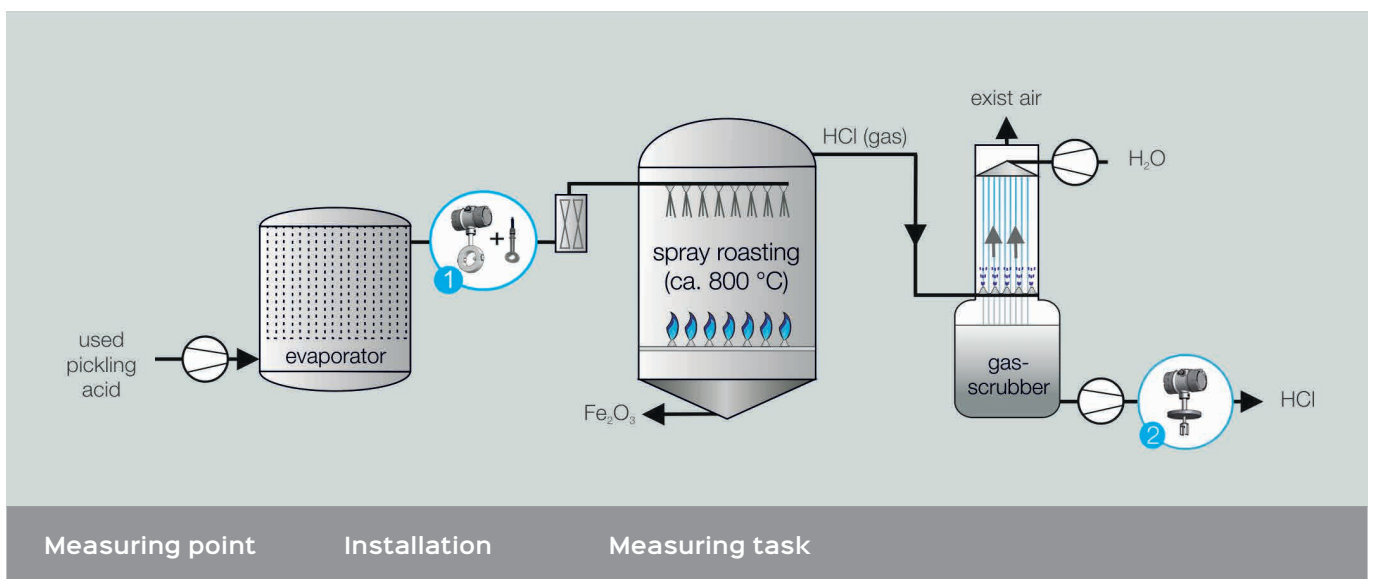 exist air
HCl (gas)
H₂O
spray roasting
(ca. 800 °C)
+
1
used
pickling
acid
evaporator
gas-
scrubber
Fe₂O₃
HCl
2
Measuring point Installation Measuring task